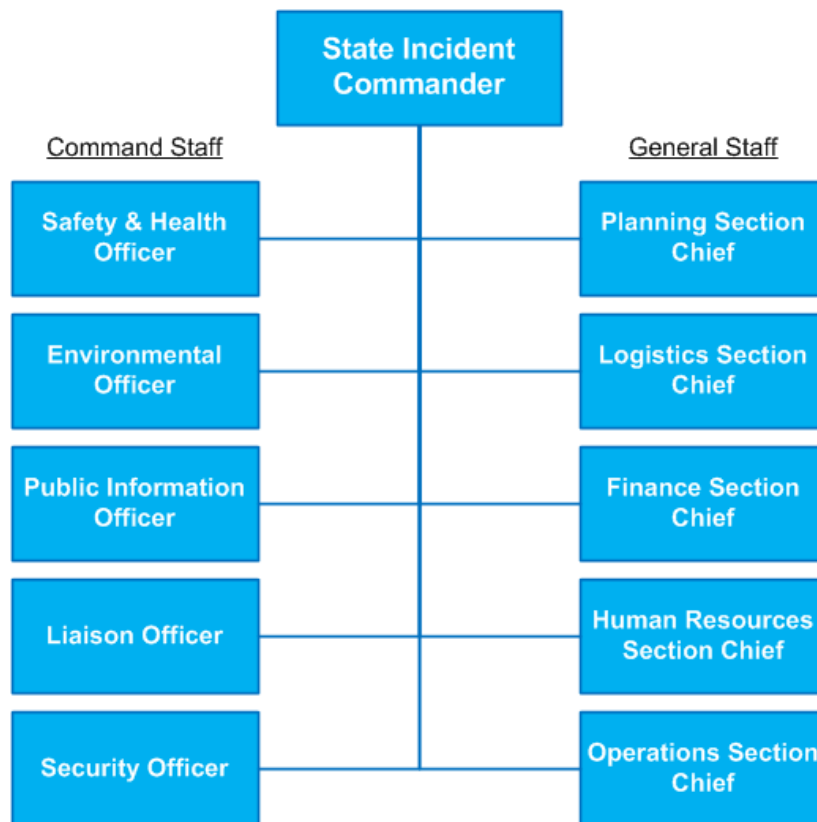 State Incident
Commander
Command Staff
General Staff
Safety & Health
Officer
Planning Section
Chief
Environmental
Officer
Logistics Section
Chief
Public Information
Officer
Finance Section
Chief
Liaison Officer
Human Resources
Section Chief
Security Officer
Operations Section
Chief